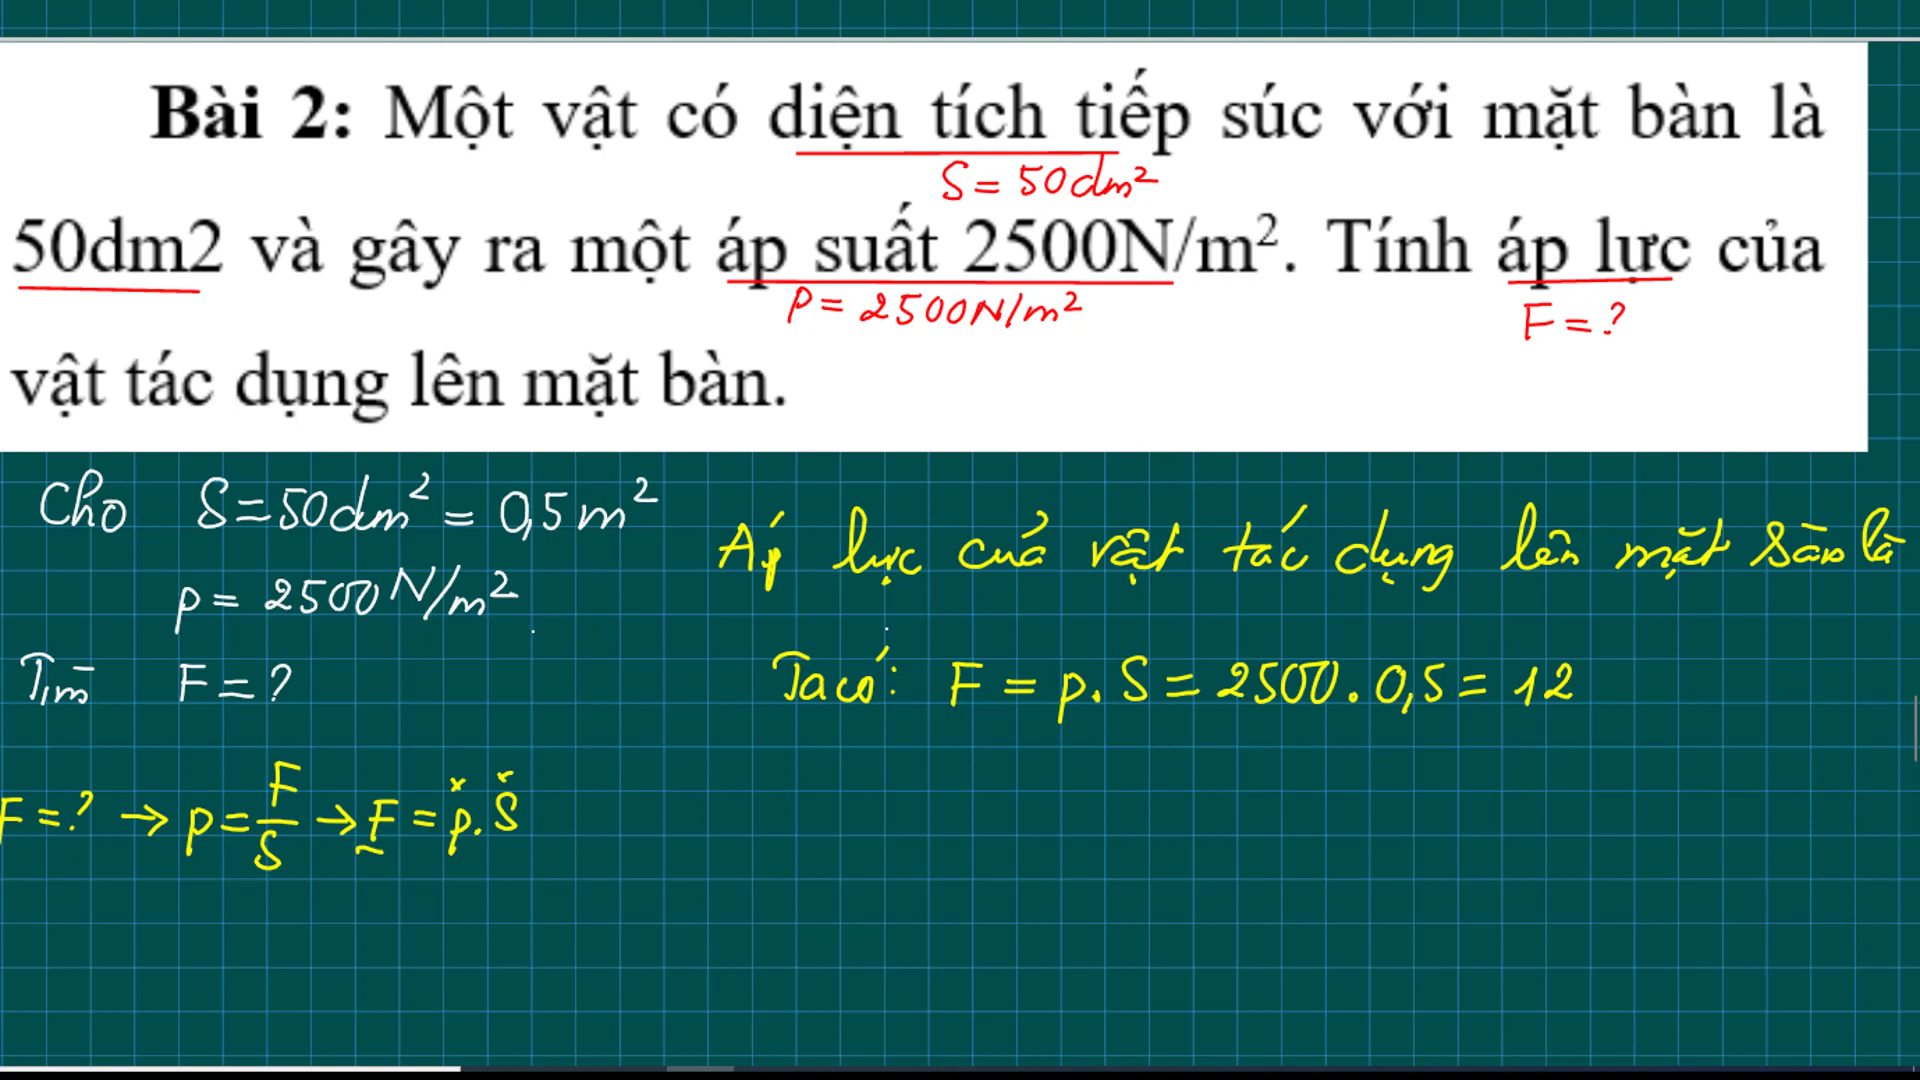 Bài 2: Một vật có diện tích tiếp súc với mặt bàn là
S = 50dm²
50dm2 và gây ra một áp suất 2500N/m². Tính áp lực của
P = 2500N/m²
F = ?
vật tác dụng lên mặt bàn.
Cho S = 50dm² = 0,5m²
p = 2500N/m²
Tìm F = ?
F = ? → p = F/S → F = p.S
Áp lực của vật tác dụng lên mặt sàn là
Ta có: F = p.S = 2500.0,5 = 12